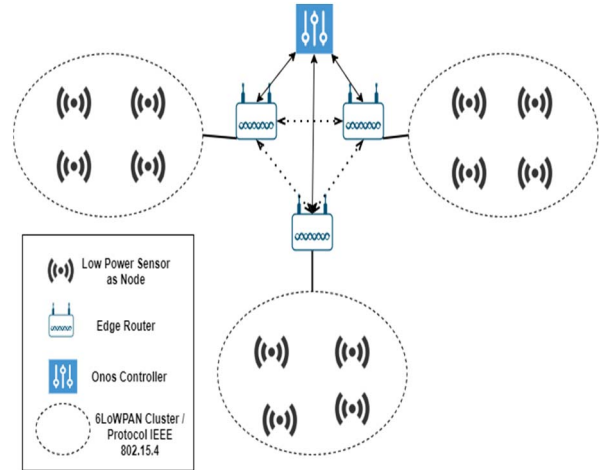 Low Power Sensor
as Node
Edge Router
Onos Controller
6LoWPAN Cluster /
Protocol IEEE
802.15.4